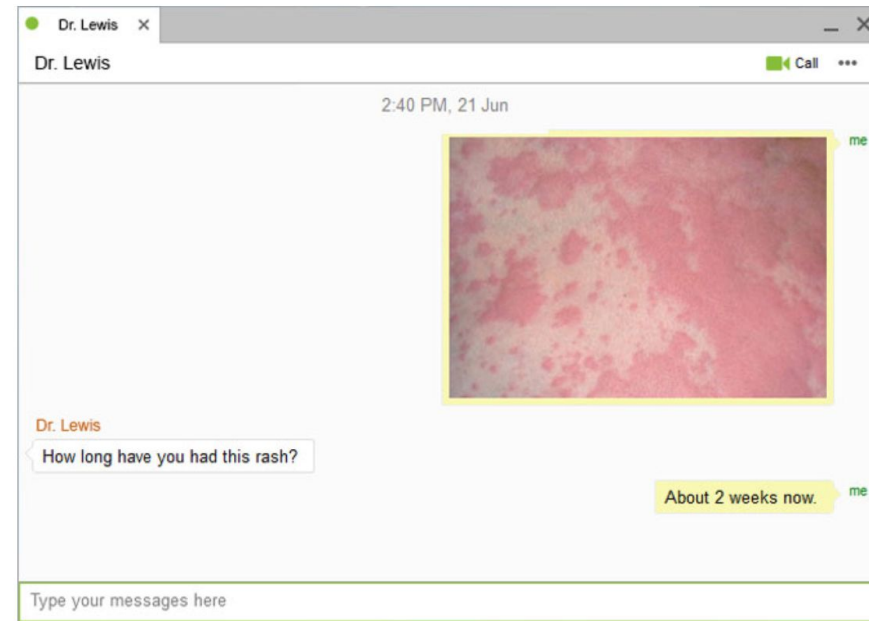 Dr. Lewis
Dr. Lewis
Call
2:40 PM, 21 Jun
me
Dr. Lewis
How long have you had this rash?
About 2 weeks now.
me
Type your messages here